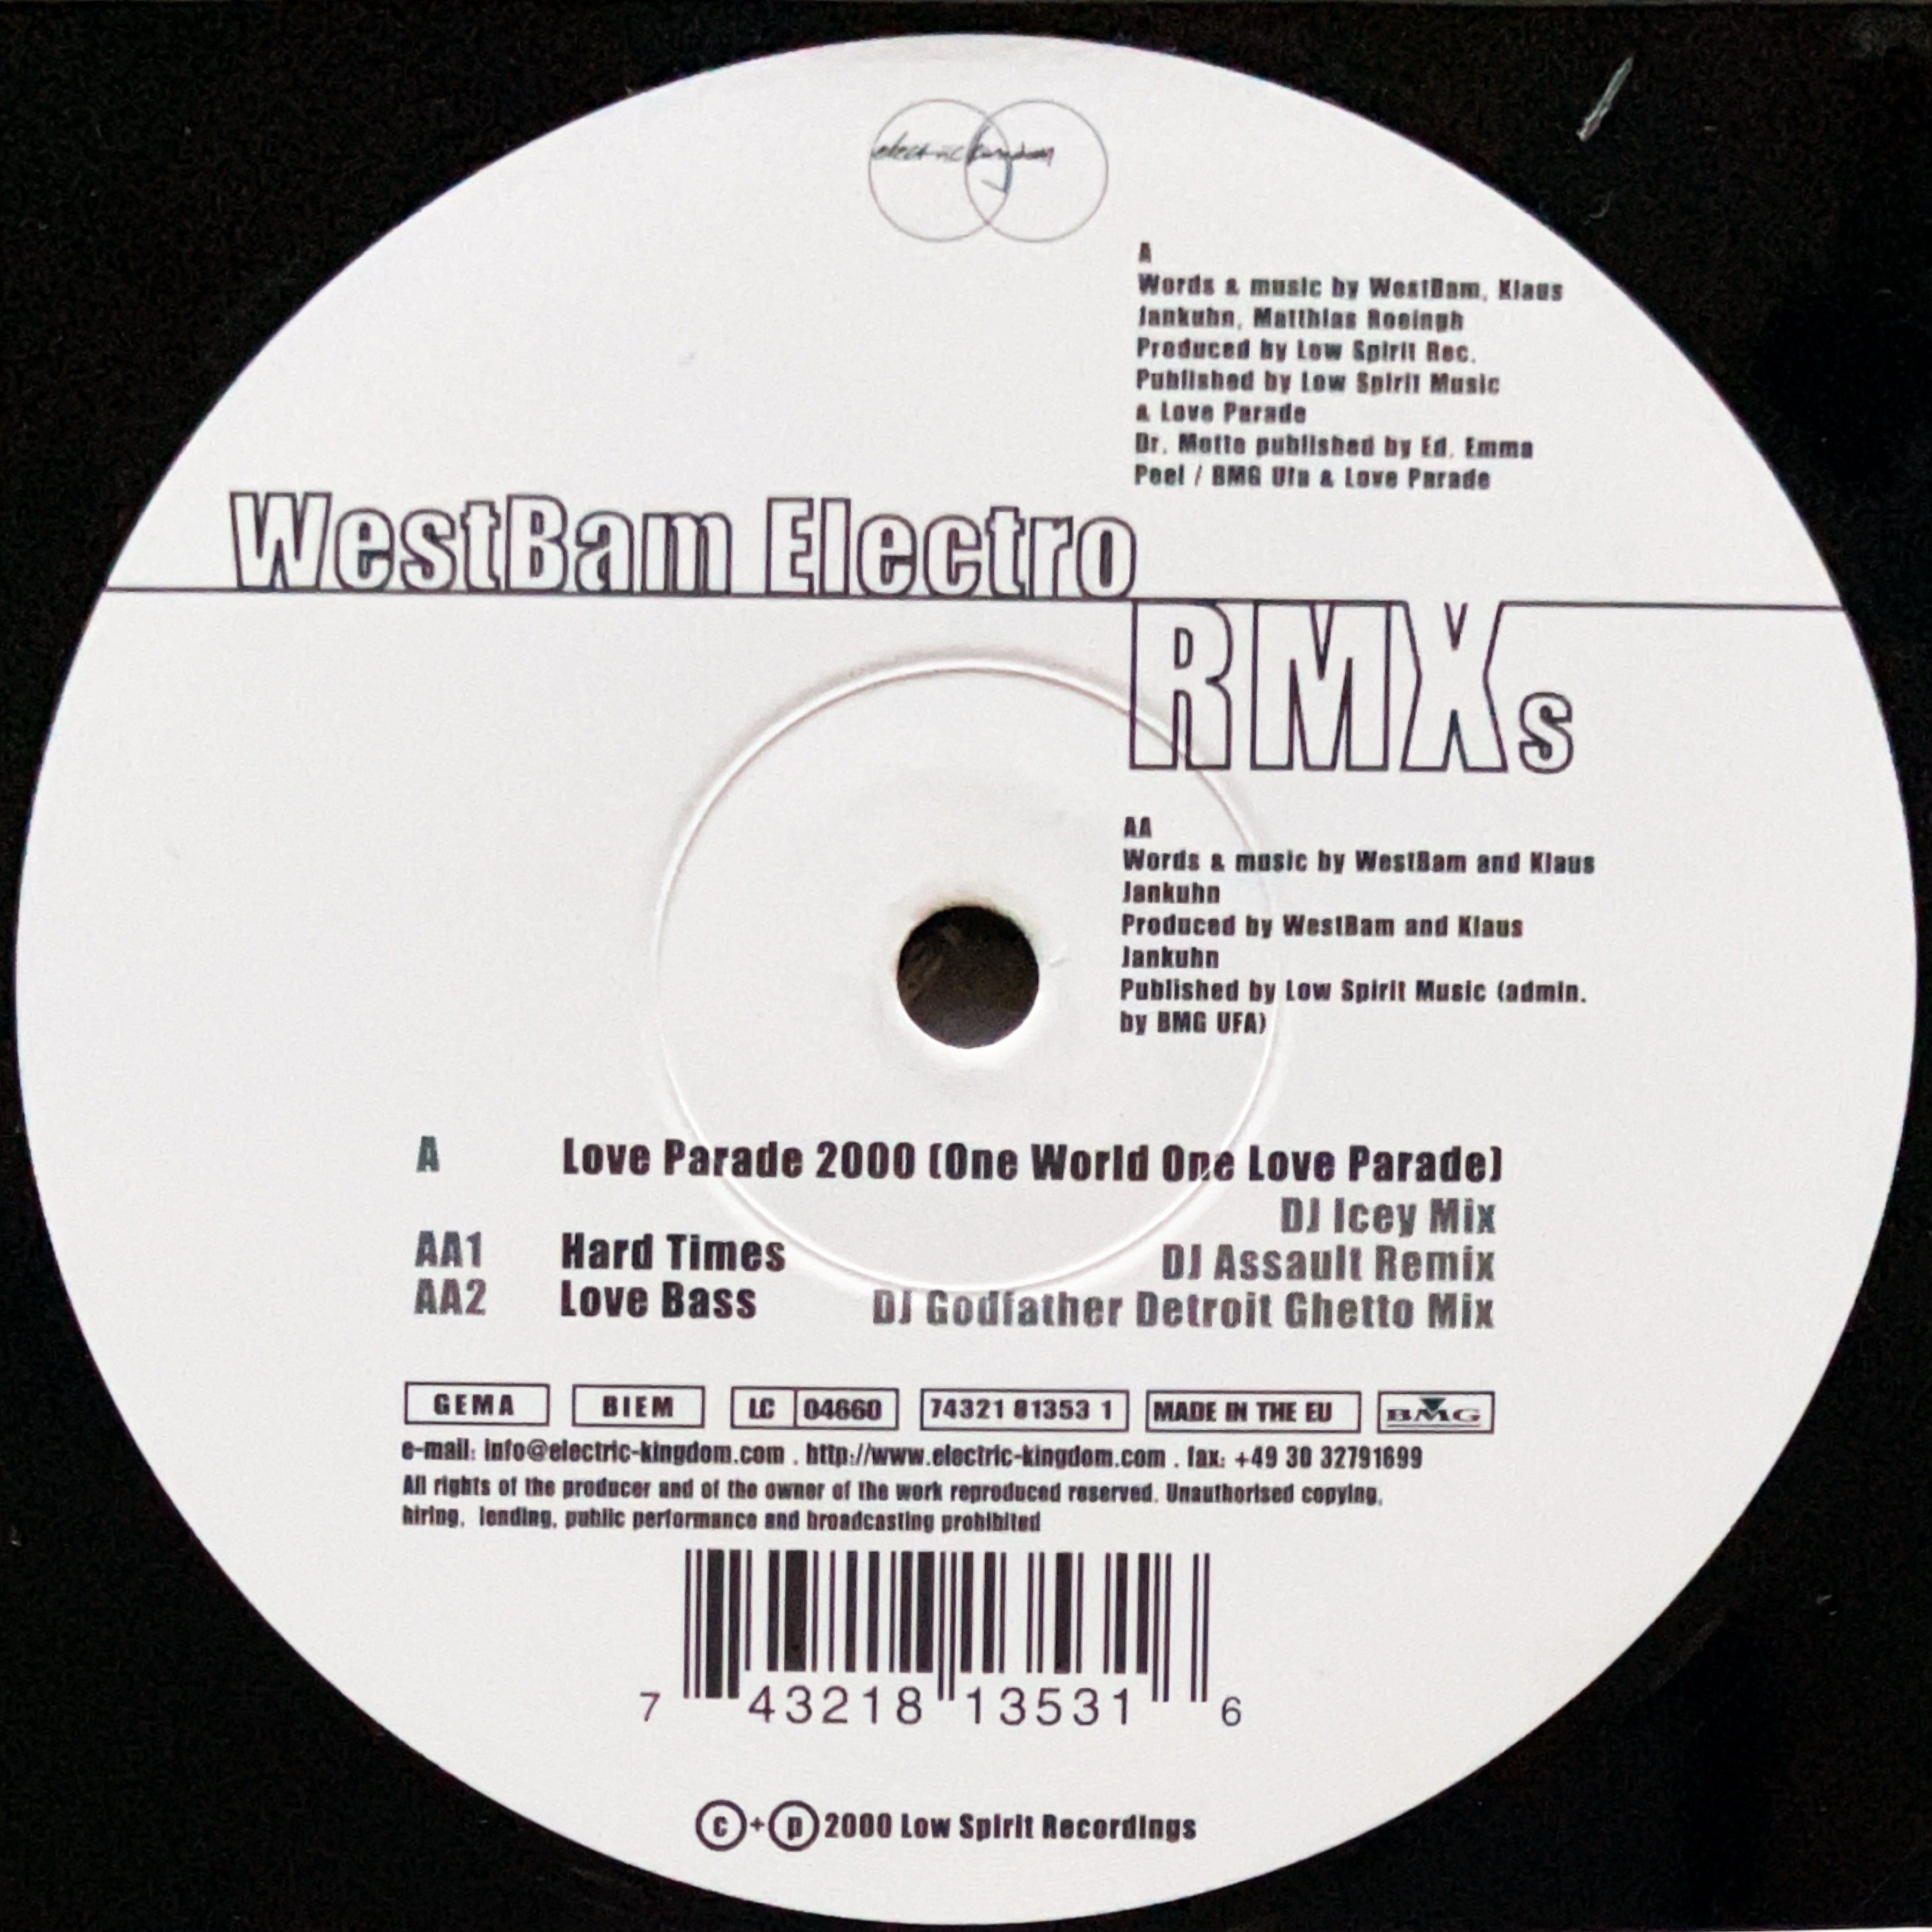 electric kingdom
A
Words & music by WestBam, Klaus
Jankuhn, Matthias Roeingh
Produced by Low Spirit Rec.
Published by Low Spirit Music
& Love Parade
Dr. Motte published by Ed. Emma
Peel / BMG Ufa & Love Parade
WestBam Electro
RMXs
AA
Words & music by WestBam and Klaus
Jankuhn
Produced by WestBam and Klaus
Jankuhn
Published by Low Spirit Music (admin.
by BMG UFA)
A Love Parade 2000 (One World One Love Parade)
DJ Icey Mix
AA1 Hard Times DJ Assault Remix
AA2 Love Bass DJ Godfather Detroit Ghetto Mix
GEMA BIEM LC 04660 74321 81353 1 MADE IN THE EU BMG
e-mail: info@electric-kingdom.com . http://www.electric-kingdom.com . fax: +49 30 32791699
All rights of the producer and of the owner of the work reproduced reserved. Unauthorised copying,
hiring, lending, public performance and broadcasting prohibited
7 43218 13531 6
©+℗ 2000 Low Spirit Recordings